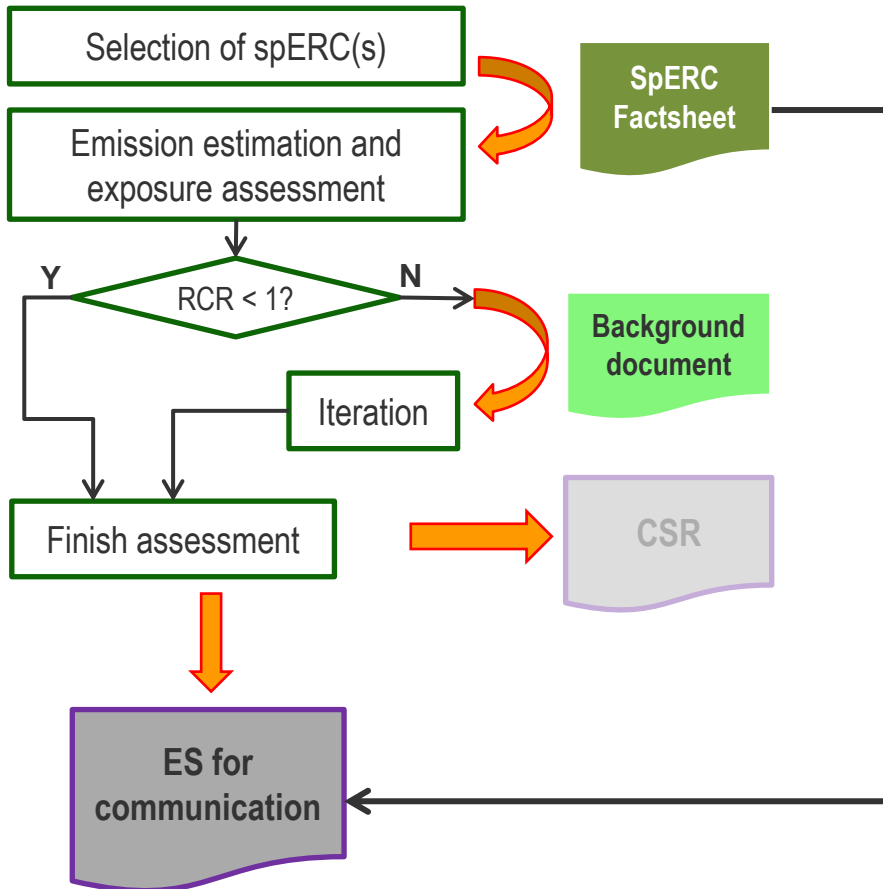 Selection of spERC(s)
SpERC
Factsheet
Emission estimation and
exposure assessment
Y
N
RCR < 1?
Background
document
Iteration
Finish assessment
CSR
ES for
communication